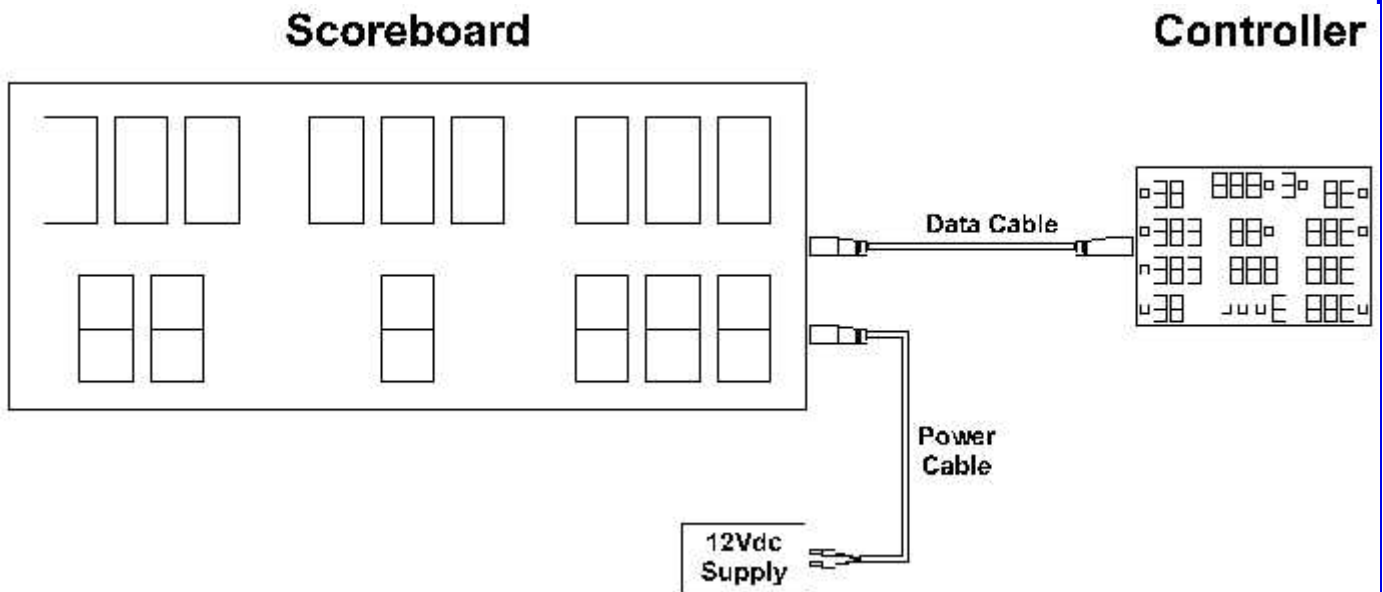 Scoreboard
Controller
Data Cable
Power
Cable
12Vdc
Supply